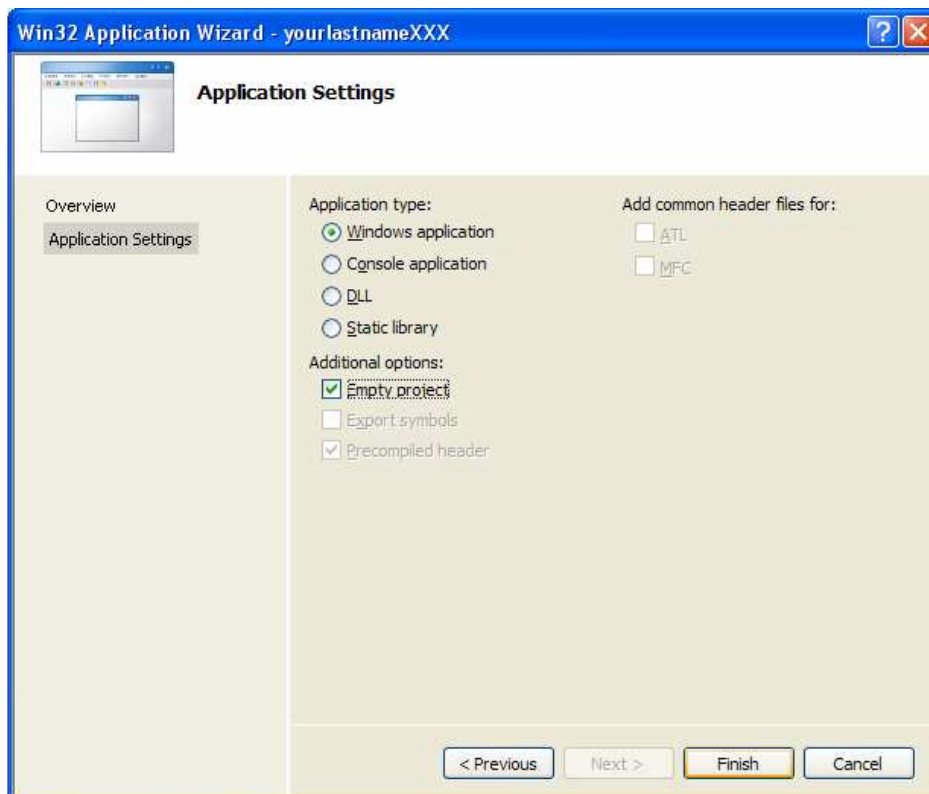 Win32 Application Wizard - yourlastnameXXX
Application Settings
Overview
Application Settings
Application type:
Windows application
Console application
DLL
Static library
Additional options:
Empty project
Export symbols
Precompiled header
Add common header files for:
ATL
MFC
< Previous
Next >
Finish
Cancel